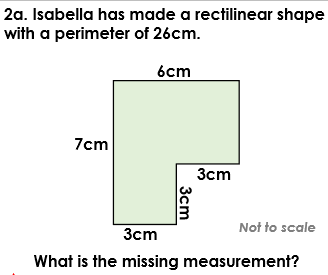 2a. Isabella has made a rectilinear shape
with a perimeter of 26cm.
6cm
7cm
3cm
3cm
3cm
Not to scale
What is the missing measurement?